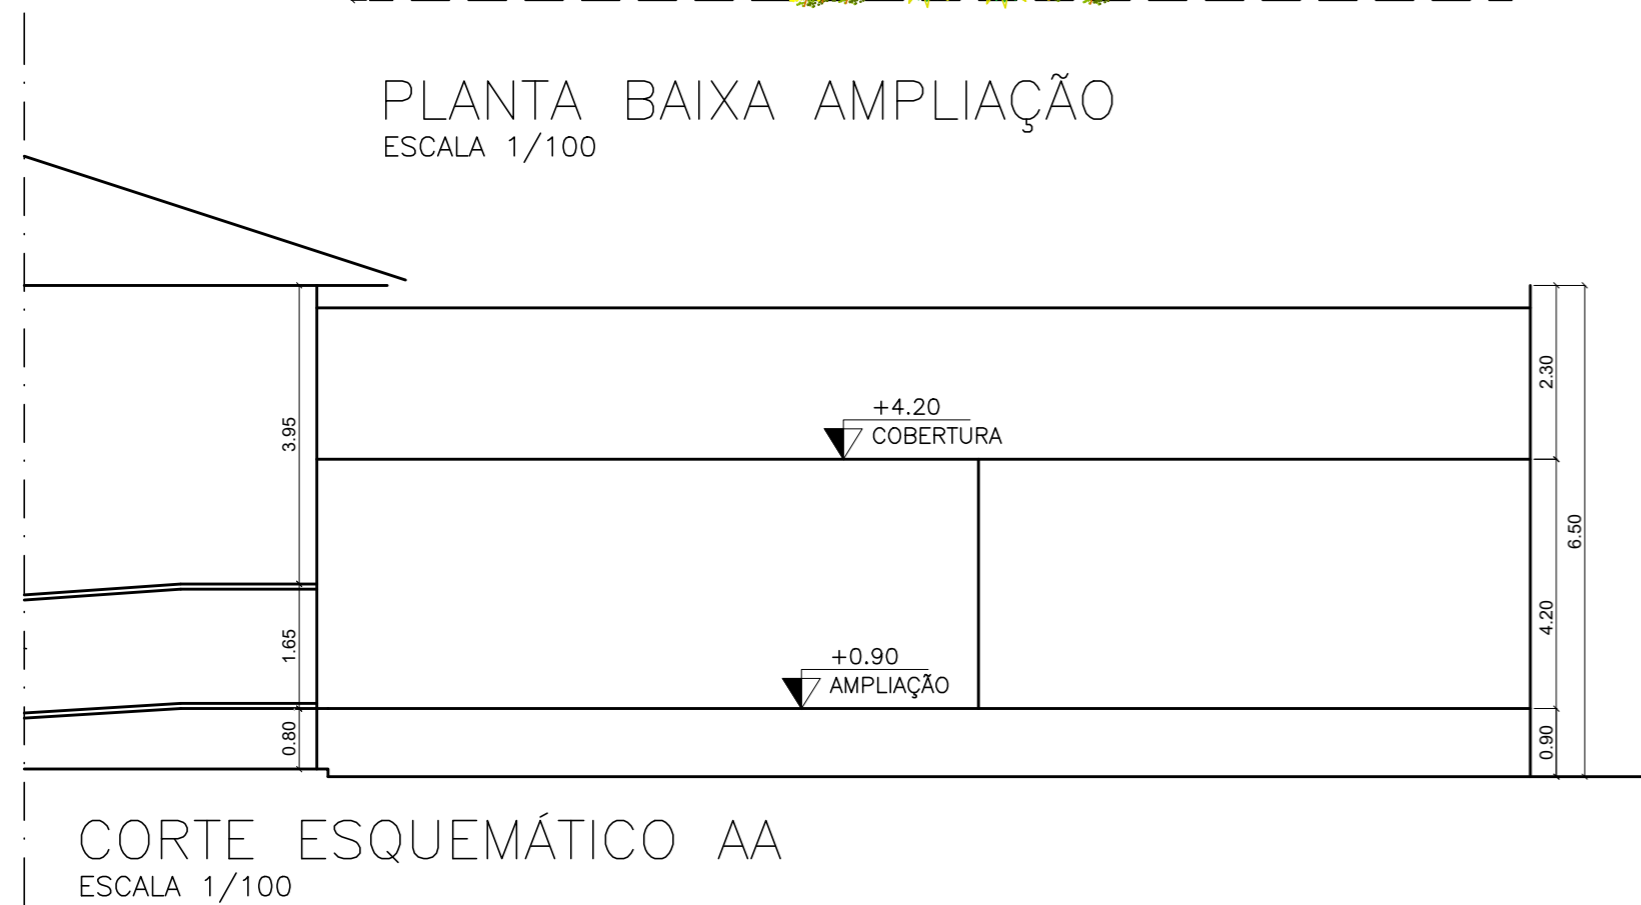 PLANTA BAIXA AMPLIAÇÃO
ESCALA 1/100
2.30
+4.20
COBERTURA
3.95
6.50
4.20
1.65
+0.90
AMPLIAÇÃO
0.80
0.90
CORTE ESQUEMÁTICO AA
ESCALA 1/100